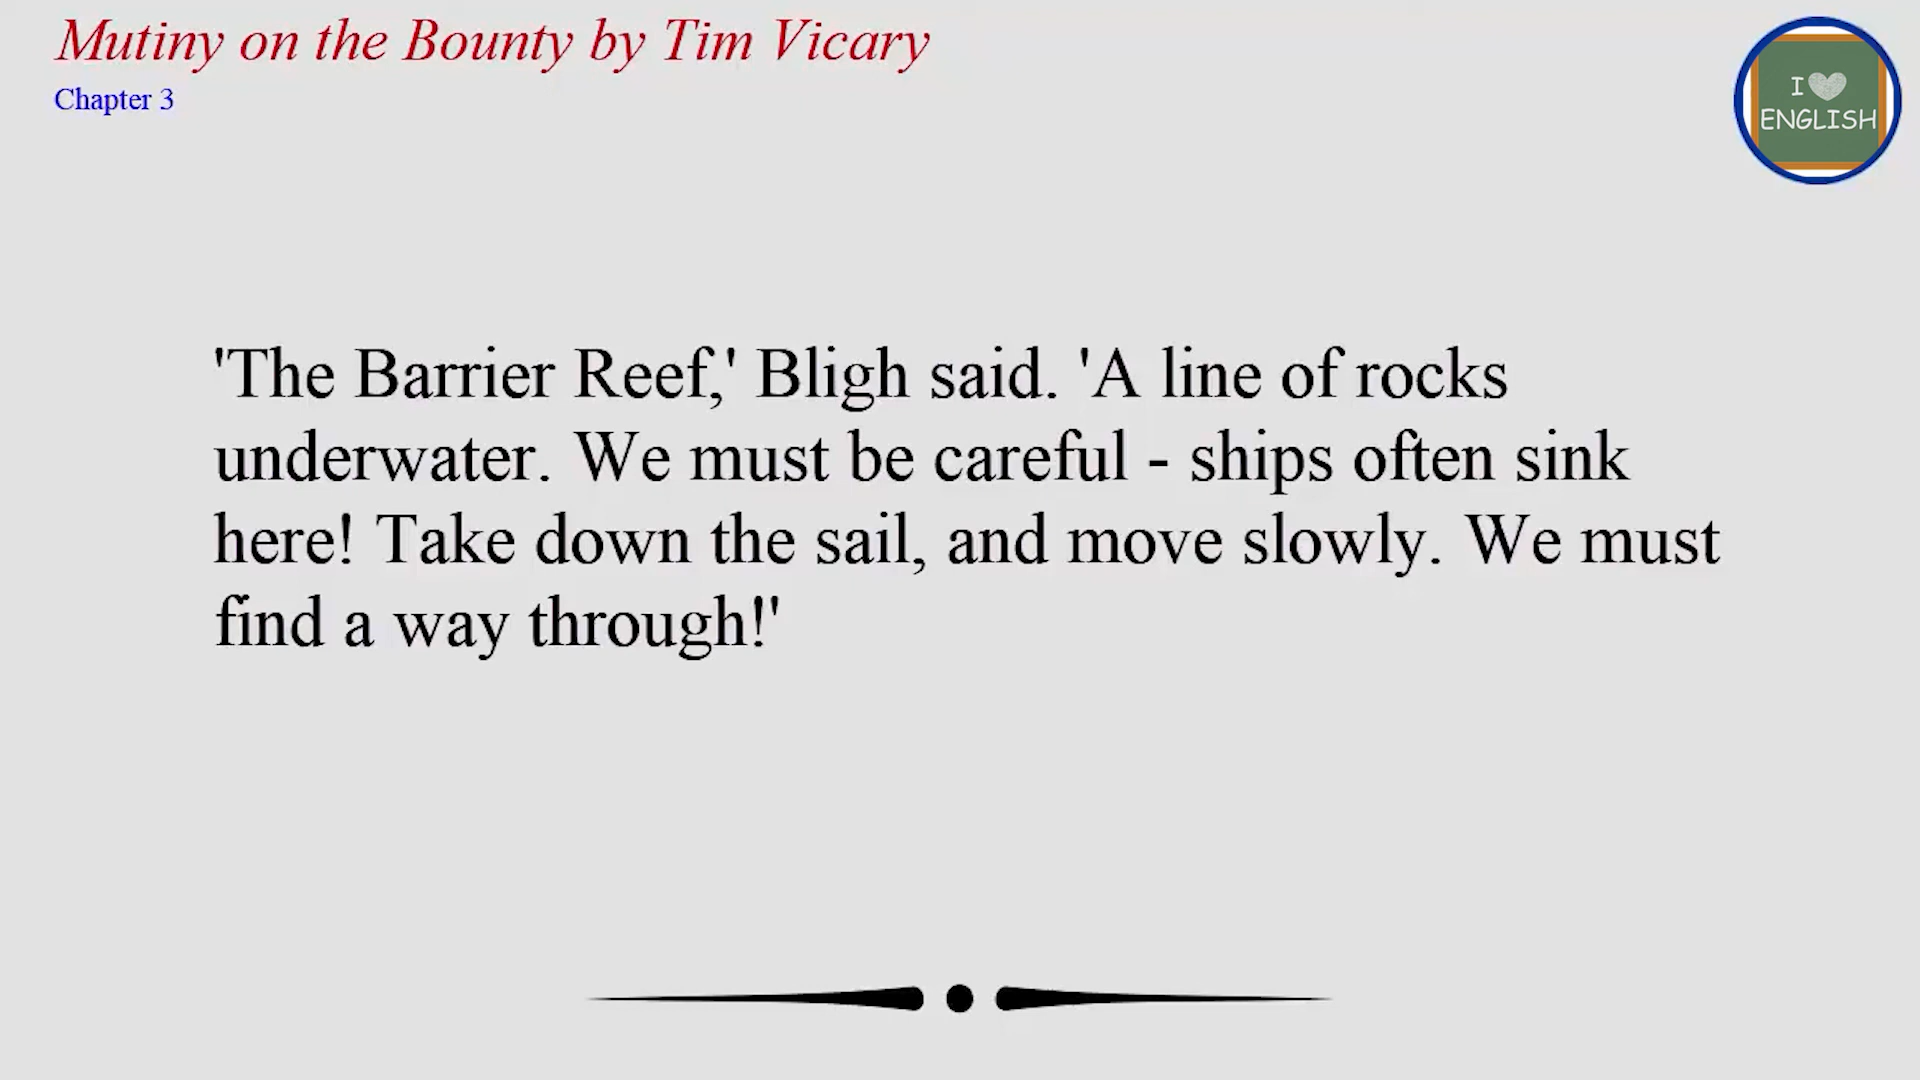 Mutiny on the Bounty by Tim Vicary
Chapter 3
I
ENGLISH
'The Barrier Reef,' Bligh said. 'A line of rocks
underwater. We must be careful - ships often sink
here! Take down the sail, and move slowly. We must
find a way through!'